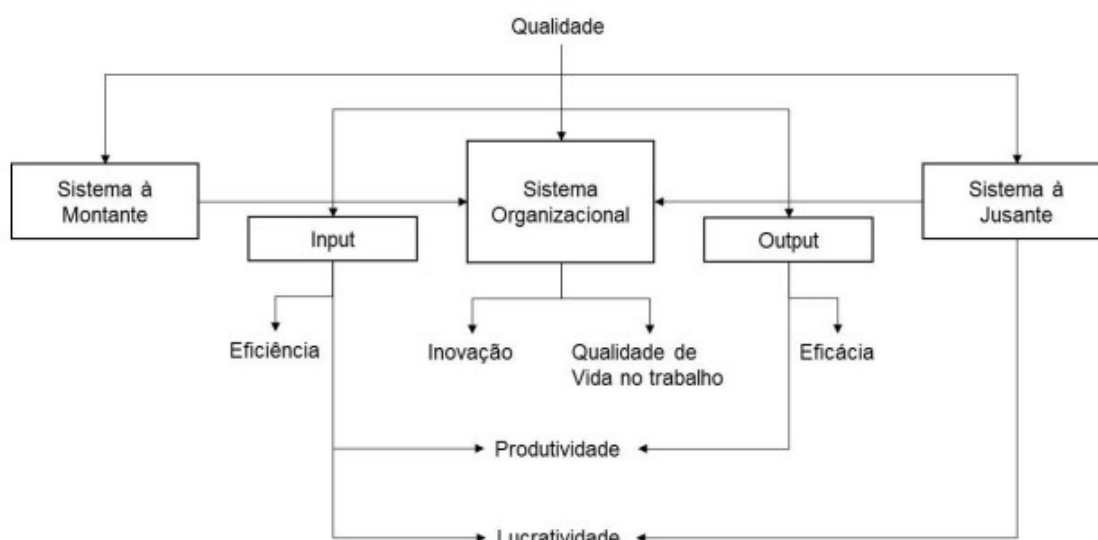 Qualidade
Sistema à
Montante
Input
Sistema
Organizacional
Output
Sistema à
Jusante
Eficiência
Inovação
Qualidade de
Vida no trabalho
Eficácia
Produtividade
Lucratividade